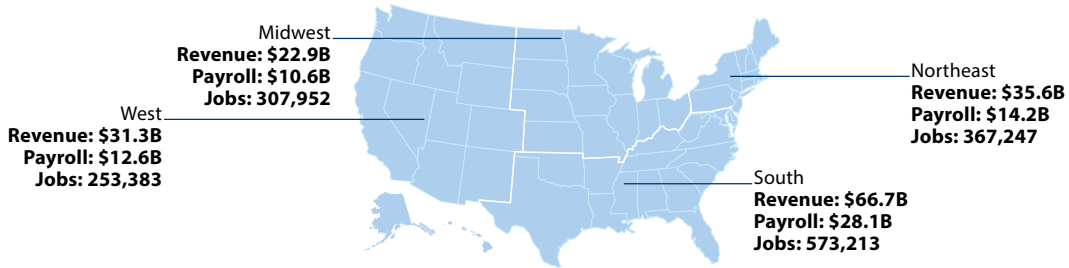 Midwest
Revenue: $22.9B
Payroll: $10.6B
Jobs: 307,952
West
Revenue: $31.3B
Payroll: $12.6B
Jobs: 253,383
Northeast
Revenue: $35.6B
Payroll: $14.2B
Jobs: 367,247
South
Revenue: $66.7B
Payroll: $28.1B
Jobs: 573,213